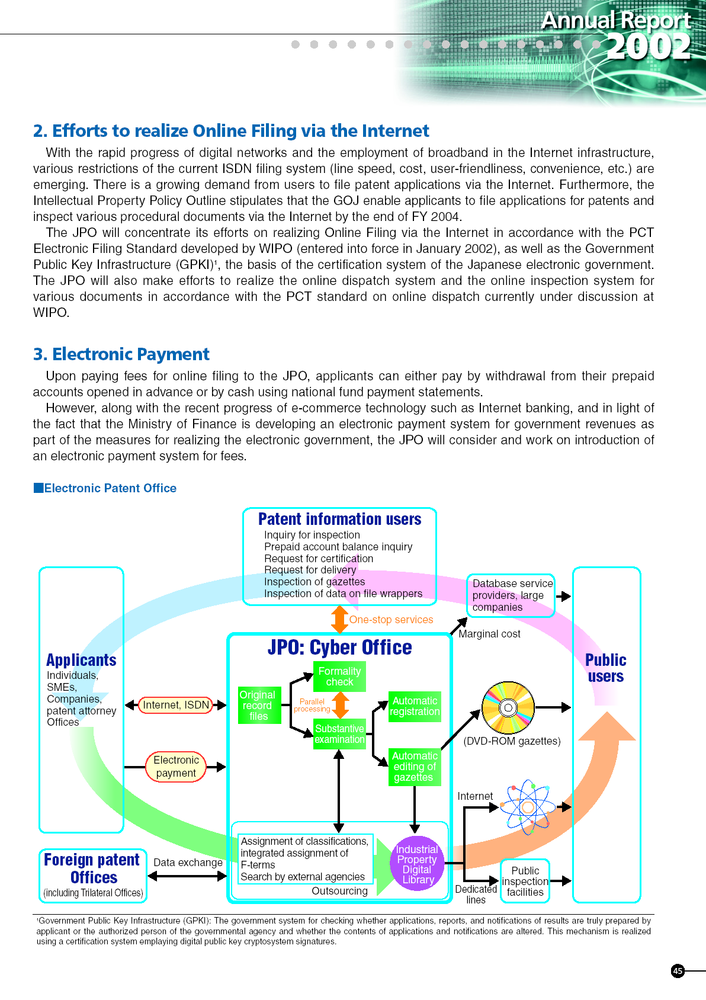 Annual Report
2002
2. Efforts to realize Online Filing via the Internet
With the rapid progress of digital networks and the employment of broadband in the Internet infrastructure,
various restrictions of the current ISDN filing system (line speed, cost, user-friendliness, convenience, etc.) are
emerging. There is a growing demand from users to file patent applications via the Internet. Furthermore, the
Intellectual Property Policy Outline stipulates that the GOJ enable applicants to file applications for patents and
inspect various procedural documents via the Internet by the end of FY 2004.
The JPO will concentrate its efforts on realizing Online Filing via the Internet in accordance with the PCT
Electronic Filing Standard developed by WIPO (entered into force in January 2002), as well as the Government
Public Key Infrastructure (GPKI)¹, the basis of the certification system of the Japanese electronic government.
The JPO will also make efforts to realize the online dispatch system and the online inspection system for
various documents in accordance with the PCT standard on online dispatch currently under discussion at
WIPO.
3. Electronic Payment
Upon paying fees for online filing to the JPO, applicants can either pay by withdrawal from their prepaid
accounts opened in advance or by cash using national fund payment statements.
However, along with the recent progress of e-commerce technology such as Internet banking, and in light of
the fact that the Ministry of Finance is developing an electronic payment system for government revenues as
part of the measures for realizing the electronic government, the JPO will consider and work on introduction of
an electronic payment system for fees.
■Electronic Patent Office
Patent information users
Inquiry for inspection
Prepaid account balance inquiry
Request for certification
Request for delivery
Inspection of gazettes
Inspection of data on file wrappers
One-stop services
Database service
providers, large
companies
Marginal cost
Applicants
Individuals,
SMEs,
Companies,
patent attorney
Offices
Internet, ISDN
Electronic
payment
JPO: Cyber Office
Original
record
files
Formality
check
Parallel
processing
Substantive
examination
Automatic
registration
Automatic
editing of
gazettes
(DVD-ROM gazettes)
Public
users
Internet
Foreign patent
Offices
(including Trilateral Offices)
Data exchange
Assignment of classifications,
integrated assignment of
F-terms
Search by external agencies
Outsourcing
Industrial
Property
Digital
Library
Dedicated
lines
Public
inspection
facilities
¹Government Public Key Infrastructure (GPKI): The government system for checking whether applications, reports, and notifications of results are truly prepared by
applicant or the authorized person of the governmental agency and whether the contents of applications and notifications are altered. This mechanism is realized
using a certification system emplaying digital public key cryptosystem signatures.
45